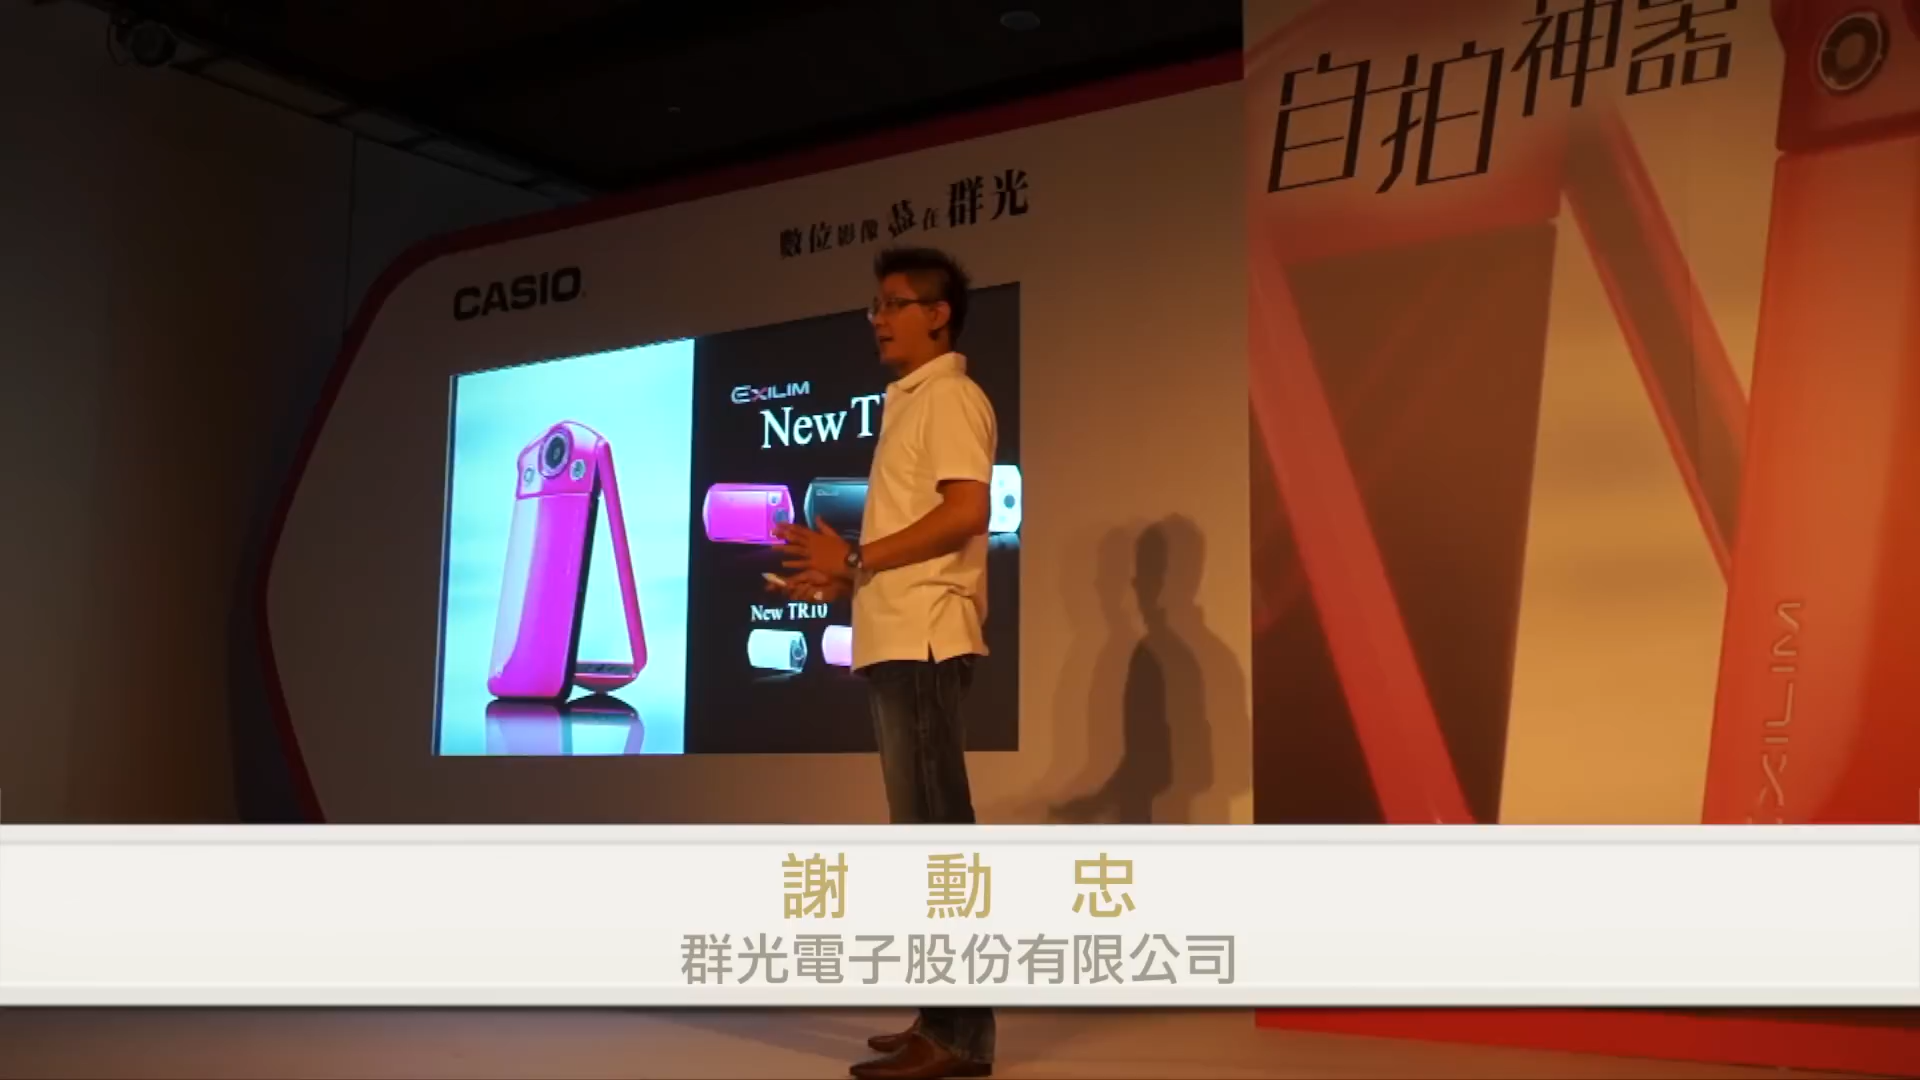 自拍神器
數位影像 盡在群光
CASIO
EXILIM
New T
New TR10
EXILIM
謝 勳 忠
群光電子股份有限公司